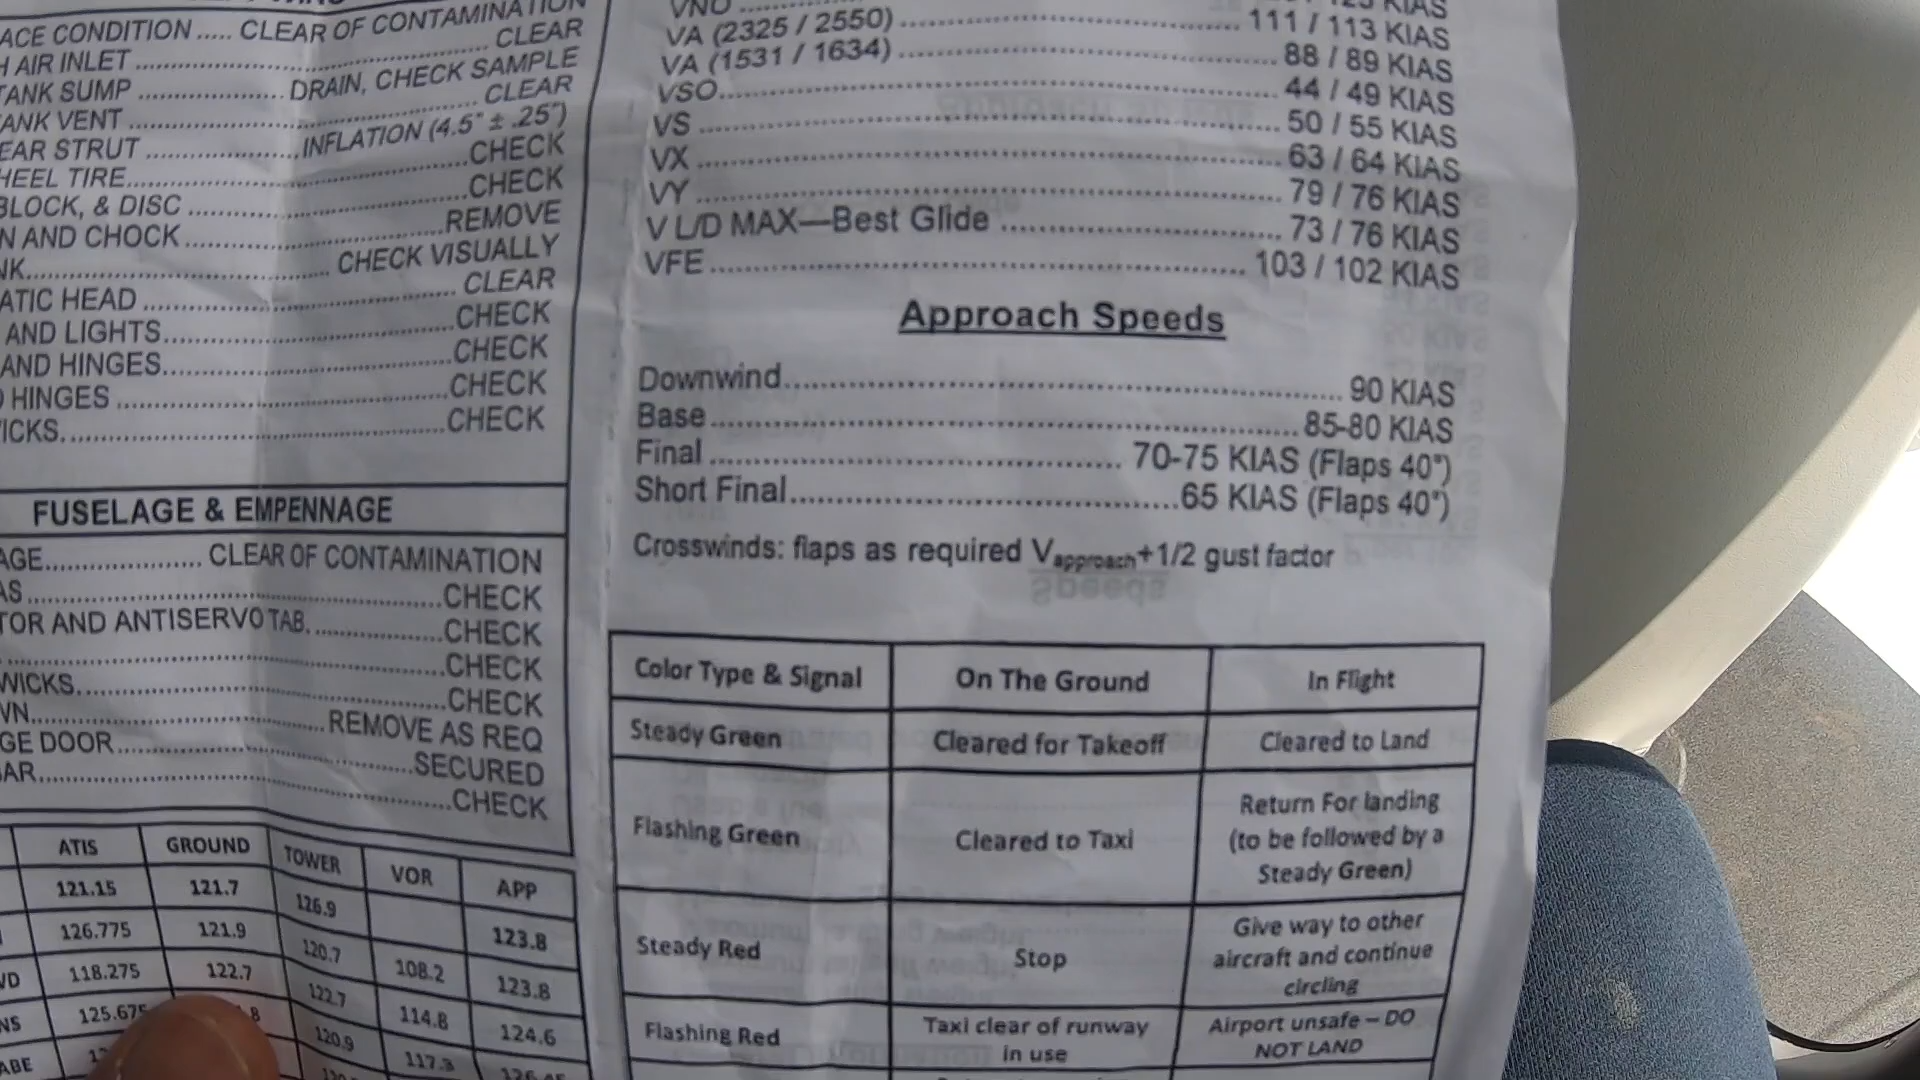 ACE CONDITION ..... CLEAR OF CONTAMINATION
H AIR INLET ..... CLEAR
TANK SUMP ..... DRAIN, CHECK SAMPLE
ANK VENT ..... CLEAR
EAR STRUT ..... INFLATION (4.5" ± .25")
HEEL TIRE..... CHECK
BLOCK, & DISC ..... CHECK
N AND CHOCK ..... REMOVE
NK..... CHECK VISUALLY
ATIC HEAD ..... CLEAR
AND LIGHTS..... CHECK
AND HINGES..... CHECK
HINGES ..... CHECK
ICKS..... CHECK
FUSELAGE & EMPENNAGE
AGE..... CLEAR OF CONTAMINATION
AS..... CHECK
TOR AND ANTISERVO TAB..... CHECK
..... CHECK
WICKS..... CHECK
WN..... REMOVE AS REQ
GE DOOR..... SECURED
AR..... CHECK
ATIS GROUND TOWER VOR APP
121.15 121.7 126.9 123.8
126.775 121.9 120.7 108.2 123.8
VD 118.275 122.7 122.7 114.8 124.6
NS 125.675 8 120.9 117.3
ABE
VNO ..... KIAS
VA (2325 / 2550) ..... 111 / 113 KIAS
VA (1531 / 1634) ..... 88 / 89 KIAS
VSO..... 44 / 49 KIAS
VS ..... 50 / 55 KIAS
VX ..... 63 / 64 KIAS
VY ..... 79 / 76 KIAS
V L/D MAX—Best Glide ..... 73 / 76 KIAS
VFE ..... 103 / 102 KIAS
Approach Speeds
Downwind..... 90 KIAS
Base ..... 85-80 KIAS
Final ..... 70-75 KIAS (Flaps 40°)
Short Final..... 65 KIAS (Flaps 40°)
Crosswinds: flaps as required Vapproach+1/2 gust factor
Color Type & Signal On The Ground In Flight
Steady Green Cleared for Takeoff Cleared to Land
Flashing Green Cleared to Taxi Return For landing
(to be followed by a
Steady Green)
Steady Red Stop Give way to other
aircraft and continue
circling
Flashing Red Taxi clear of runway
in use Airport unsafe – DO
NOT LAND